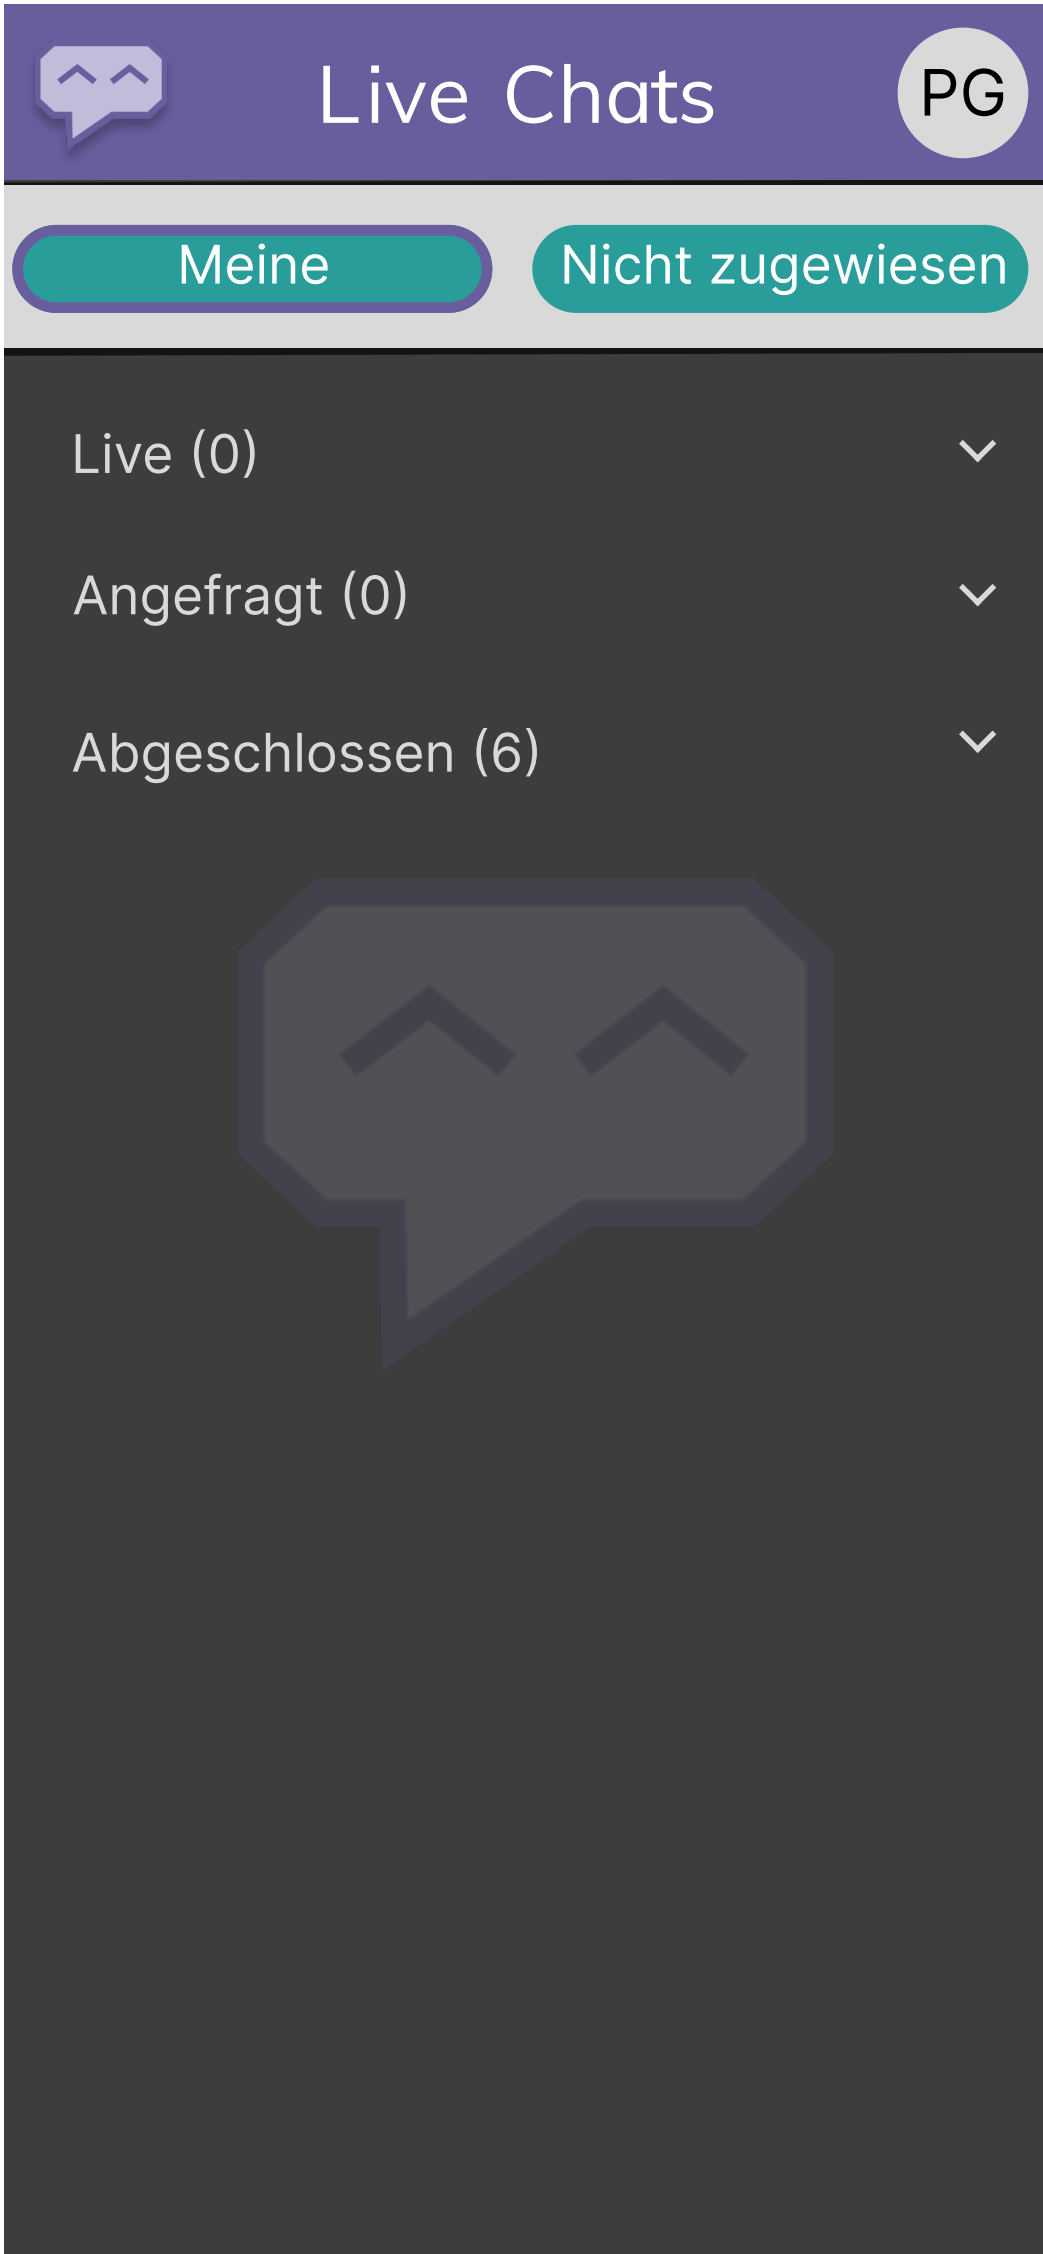 Live Chats
PG
Meine
Nicht zugewiesen
Live (0)
Angefragt (0)
Abgeschlossen (6)